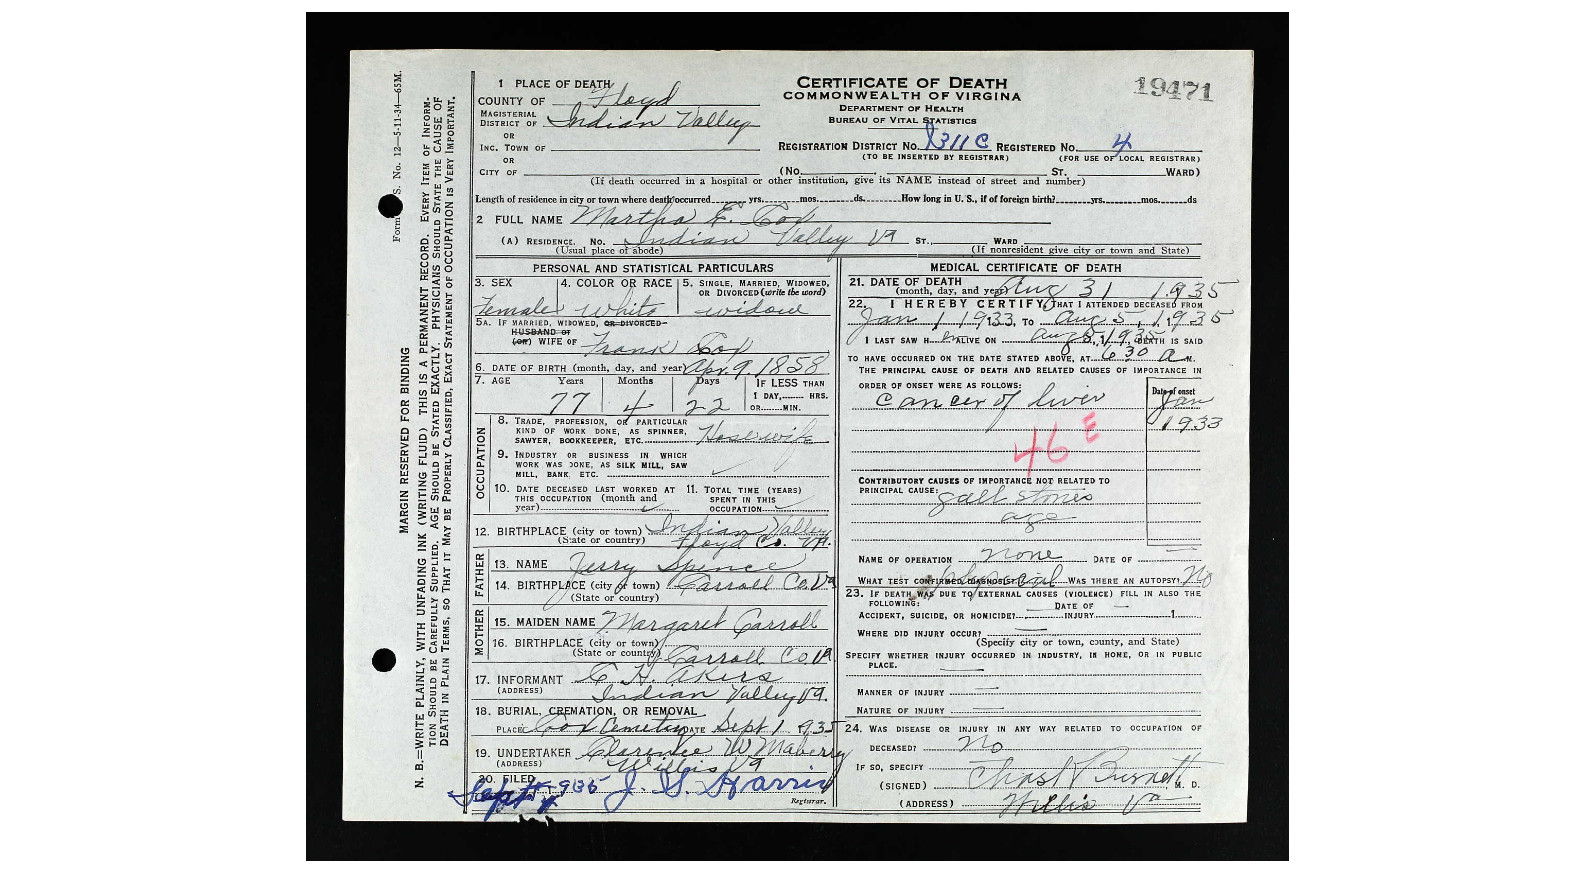 Form V. S. No. 12—5-11-34—65M.
MARGIN RESERVED FOR BINDING
N. B.—WRITE PLAINLY, WITH UNFADING INK (WRITING FLUID) THIS IS A PERMANENT RECORD. EVERY ITEM OF INFORM-
TION SHOULD BE CAREFULLY SUPPLIED. AGE SHOULD BE STATED EXACTLY. PHYSICIANS SHOULD STATE THE CAUSE OF
DEATH IN PLAIN TERMS, SO THAT IT MAY BE PROPERLY CLASSIFIED. EXACT STATEMENT OF OCCUPATION IS VERY IMPORTANT.
CERTIFICATE OF DEATH
COMMONWEALTH OF VIRGINIA
DEPARTMENT OF HEALTH
BUREAU OF VITAL STATISTICS
19471
1 PLACE OF DEATH
COUNTY OF Floyd
MAGISTERIAL
DISTRICT OF Indian Valley
OR
INC. TOWN OF
OR
CITY OF
REGISTRATION DISTRICT No. 1311 C REGISTERED No. 4
(TO BE INSERTED BY REGISTRAR) (FOR USE OF LOCAL REGISTRAR)
(No. ST. WARD)
(If death occurred in a hospital or other institution, give its NAME instead of street and number)
Length of residence in city or town where death occurred yrs. mos. ds. How long in U. S., if of foreign birth? yrs. mos. ds
2 FULL NAME Martha E. Cox
(A) RESIDENCE. No. Indian Valley VA ST., WARD
(Usual place of abode) (If nonresident give city or town and State)
PERSONAL AND STATISTICAL PARTICULARS
3. SEX 4. COLOR OR RACE 5. SINGLE, MARRIED, WIDOWED,
OR DIVORCED (write the word)
Female White widow
5A. IF MARRIED, WIDOWED, OR DIVORCED
HUSBAND OF
(OR) WIFE OF Frank Cox
6. DATE OF BIRTH (month, day, and year) Apr. 9. 1858
7. AGE Years Months Days IF LESS THAN
1 DAY, HRS.
77 4 22 OR MIN.
OCCUPATION
8. TRADE, PROFESSION, OR PARTICULAR
KIND OF WORK DONE, AS SPINNER,
SAWYER, BOOKKEEPER, ETC. Hosewife
9. INDUSTRY OR BUSINESS IN WHICH
WORK WAS DONE, AS SILK MILL, SAW
MILL, BANK, ETC.
10. DATE DECEASED LAST WORKED AT 11. TOTAL TIME (YEARS)
THIS OCCUPATION (month and SPENT IN THIS
year) OCCUPATION
12. BIRTHPLACE (city or town) Indian Valley
(State or country) Floyd Co. VA.
FATHER
13. NAME Jerry Spence
14. BIRTHPLACE (city or town) Carroll Co. Va
(State or country)
MOTHER
15. MAIDEN NAME Margaret Carroll
16. BIRTHPLACE (city or town)
(State or country) Carroll Co. VA
17. INFORMANT C H. Akers
(ADDRESS) Indian Valley Va.
18. BURIAL, CREMATION, OR REMOVAL
PLACE Cox Cemetery DATE Sept 1 1935
19. UNDERTAKER Clarence W Maberry
(ADDRESS) Willis VA
20. FILED Sept 1935 J. S. Harris
Registrar.
MEDICAL CERTIFICATE OF DEATH
21. DATE OF DEATH
(month, day, and year) Aug 31 1935
22. I HEREBY CERTIFY, THAT I ATTENDED DECEASED FROM
Jan 1 1933, TO Aug 5, 1935
I LAST SAW H er ALIVE ON Aug 5, 1935, DEATH IS SAID
TO HAVE OCCURRED ON THE DATE STATED ABOVE, AT 6 30 A M.
THE PRINCIPAL CAUSE OF DEATH AND RELATED CAUSES OF IMPORTANCE IN
ORDER OF ONSET WERE AS FOLLOWS: Date of onset
cancer of liver Jan
1933
46 E
CONTRIBUTORY CAUSES OF IMPORTANCE NOT RELATED TO
PRINCIPAL CAUSE:
gall stones
age
NAME OF OPERATION none DATE OF
WHAT TEST CONFIRMED DIAGNOSIS? WAS THERE AN AUTOPSY? No
23. IF DEATH WAS DUE TO EXTERNAL CAUSES (VIOLENCE) FILL IN ALSO THE
FOLLOWING:
DATE OF
ACCIDENT, SUICIDE, OR HOMICIDE? INJURY 1
WHERE DID INJURY OCCUR?
(Specify city or town, county, and State)
SPECIFY WHETHER INJURY OCCURRED IN INDUSTRY, IN HOME, OR IN PUBLIC
PLACE.
MANNER OF INJURY
NATURE OF INJURY
24. WAS DISEASE OR INJURY IN ANY WAY RELATED TO OCCUPATION OF
DECEASED? No
IF SO, SPECIFY
(SIGNED) Burnett, M. D.
(ADDRESS) Willis Va